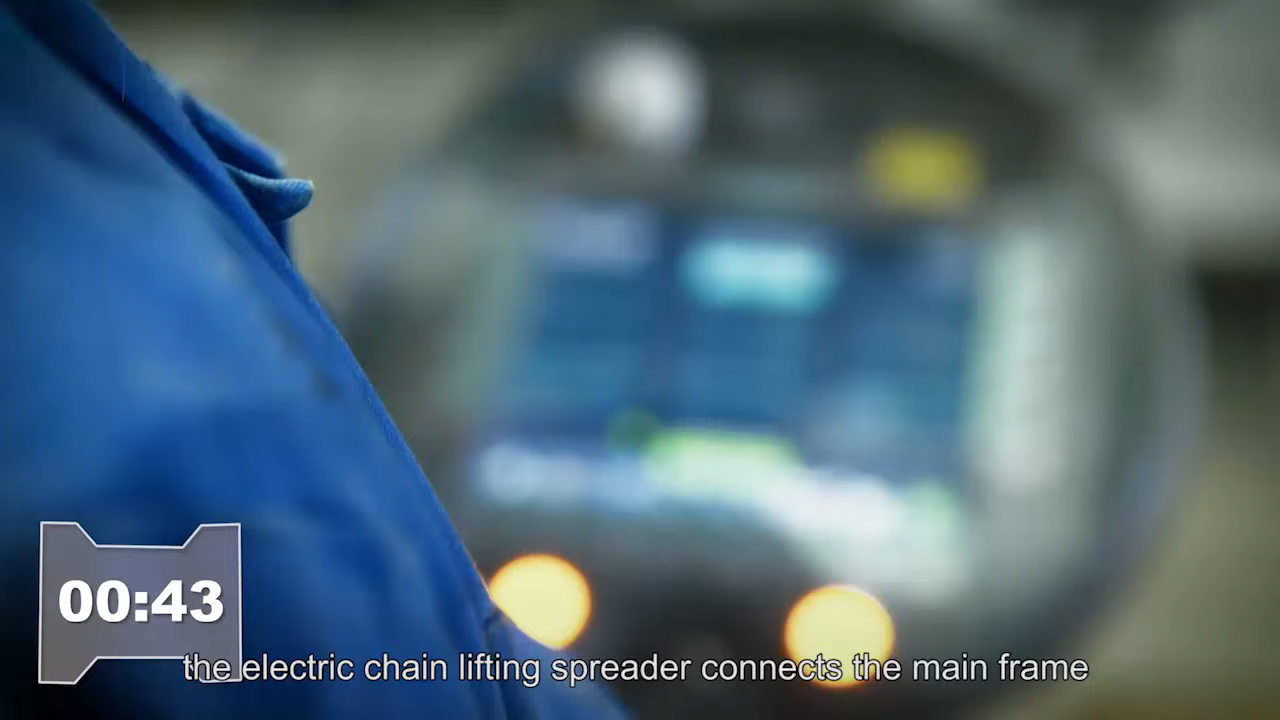 00:43
the electric chain lifting spreader connects the main frame